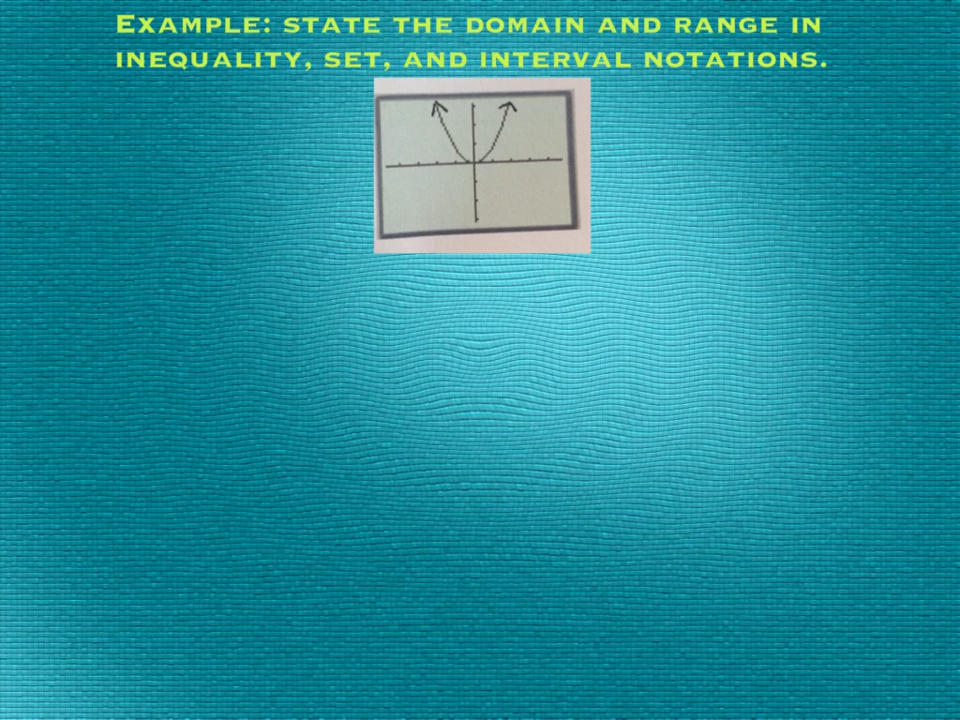 Example: state the domain and range in
inequality, set, and interval notations.